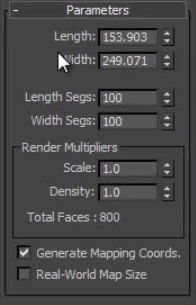 - Parameters
Length: 153.903
Width: 249.071
Length Segs: 100
Width Segs: 100
Render Multipliers
Scale: 1.0
Density: 1.0
Total Faces : 800
Generate Mapping Coords.
Real-World Map Size